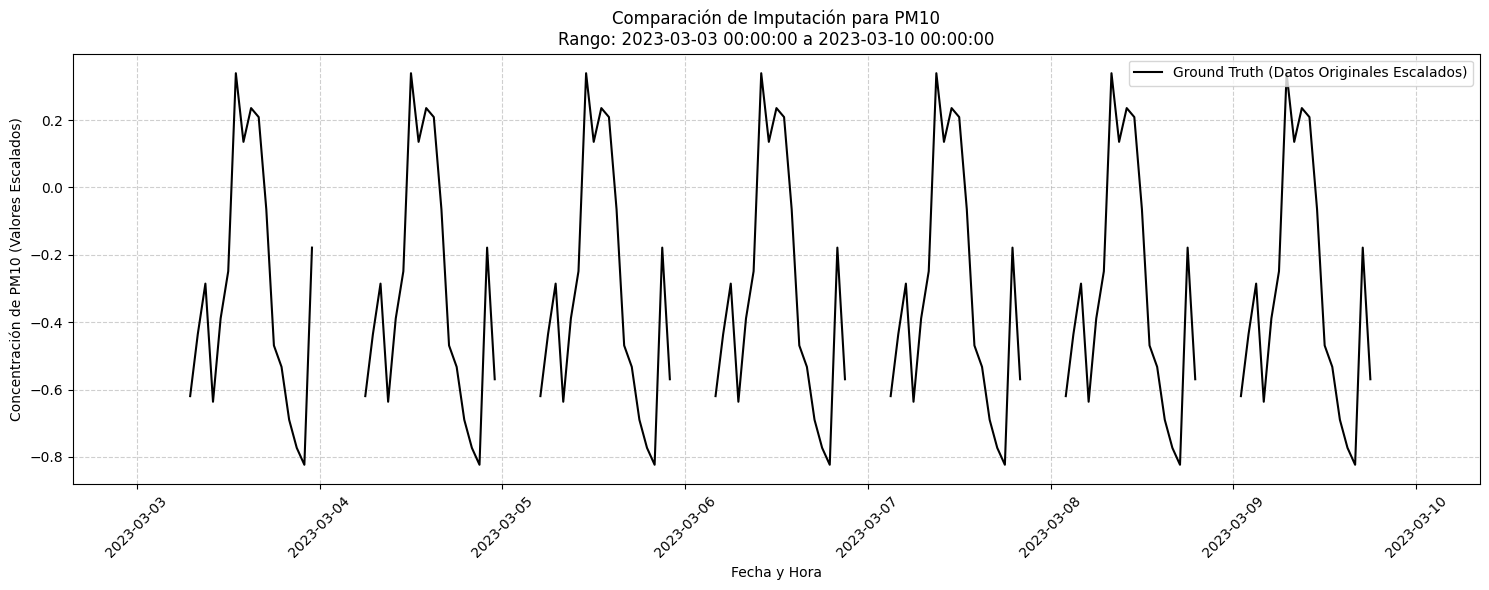 Comparación de Imputación para PM10
Rango: 2023-03-03 00:00:00 a 2023-03-10 00:00:00
Ground Truth (Datos Originales Escalados)
Concentración de PM10 (Valores Escalados)
0.2
0.0
−0.2
−0.4
−0.6
−0.8
2023-03-03
2023-03-04
2023-03-05
2023-03-06
2023-03-07
2023-03-08
2023-03-09
2023-03-10
Fecha y Hora